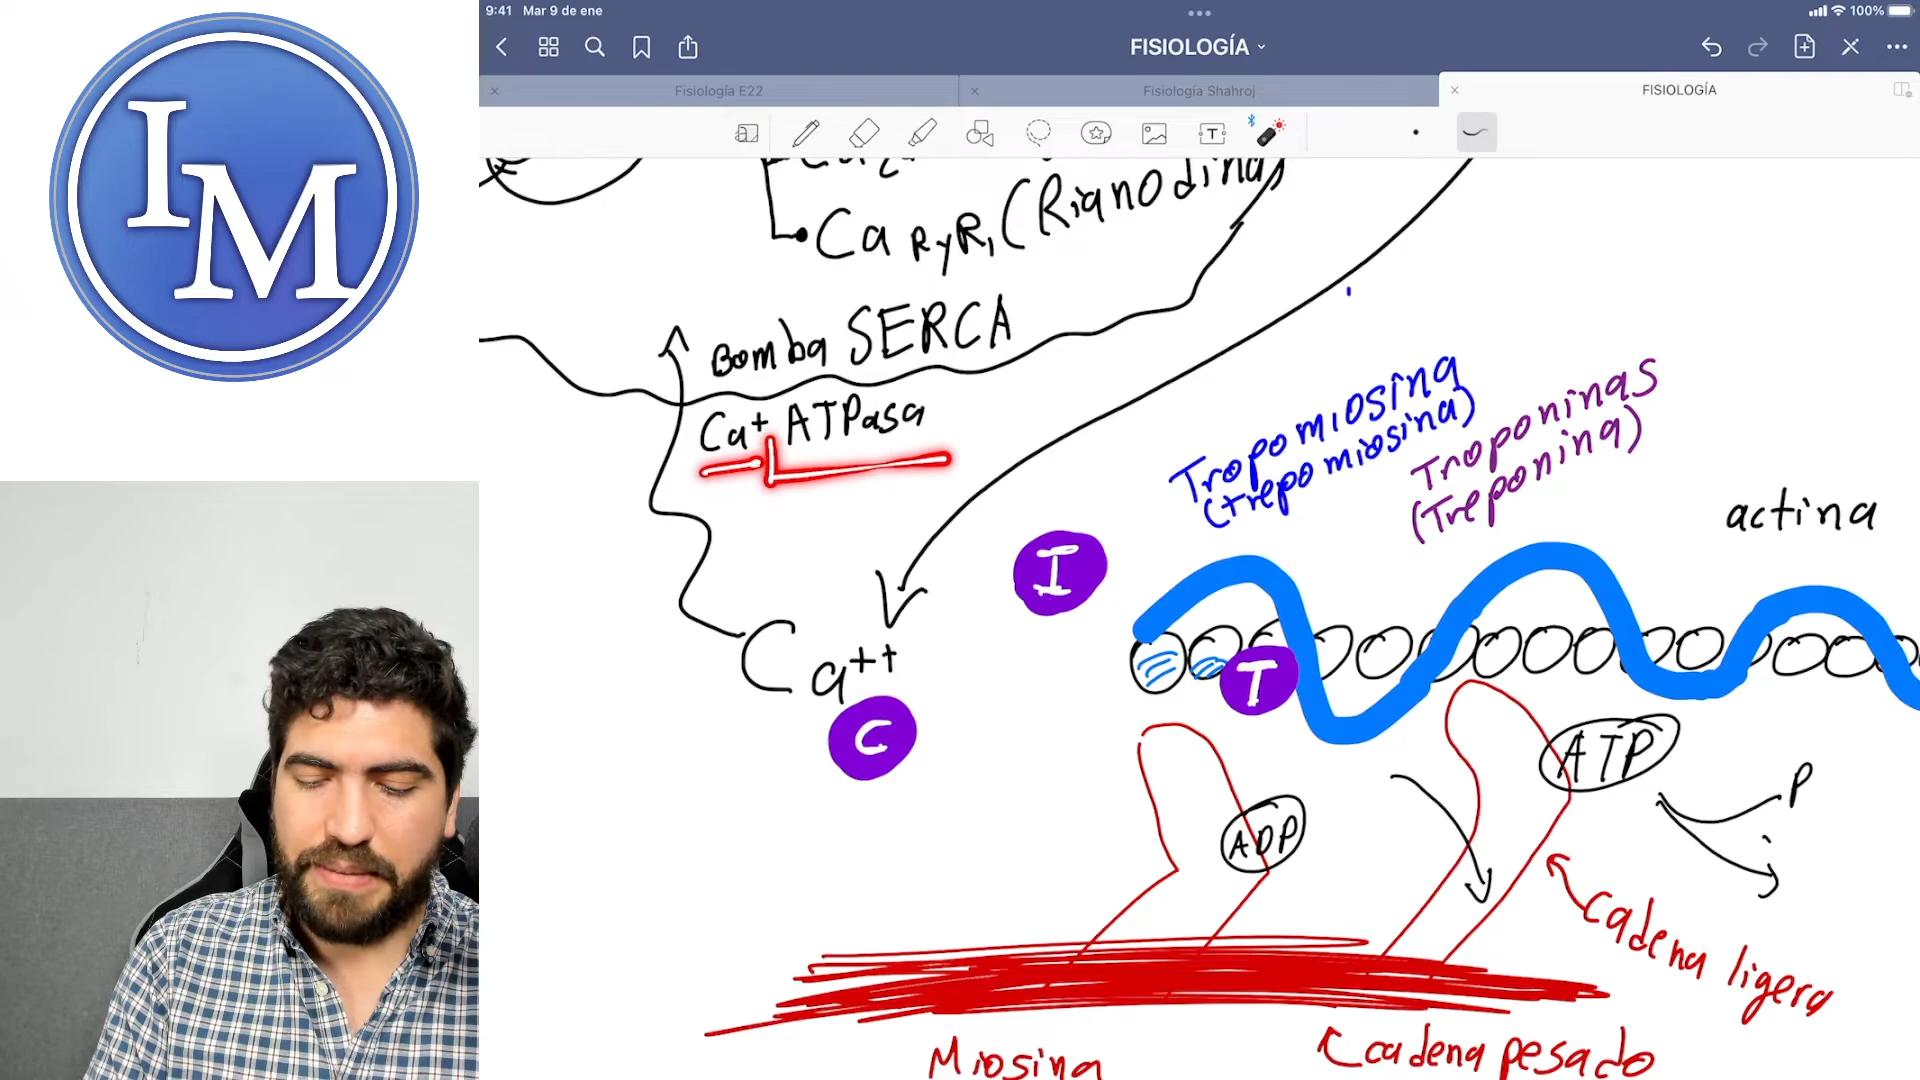 IM
9:41 Mar 9 de ene
100%
FISIOLOGÍA
Fisiología E22
Fisiología Shahroj
FISIOLOGÍA
T
Ca RyR1 (Rianodina)
Bomba SERCA
Ca+ ATPasa
Tropomiosina
(trepomiosina)
Troponinas
(Treponina)
actina
I
T
Ca++
C
ATP
P
i
ADP
cadena ligera
Miosina
cadena pesado